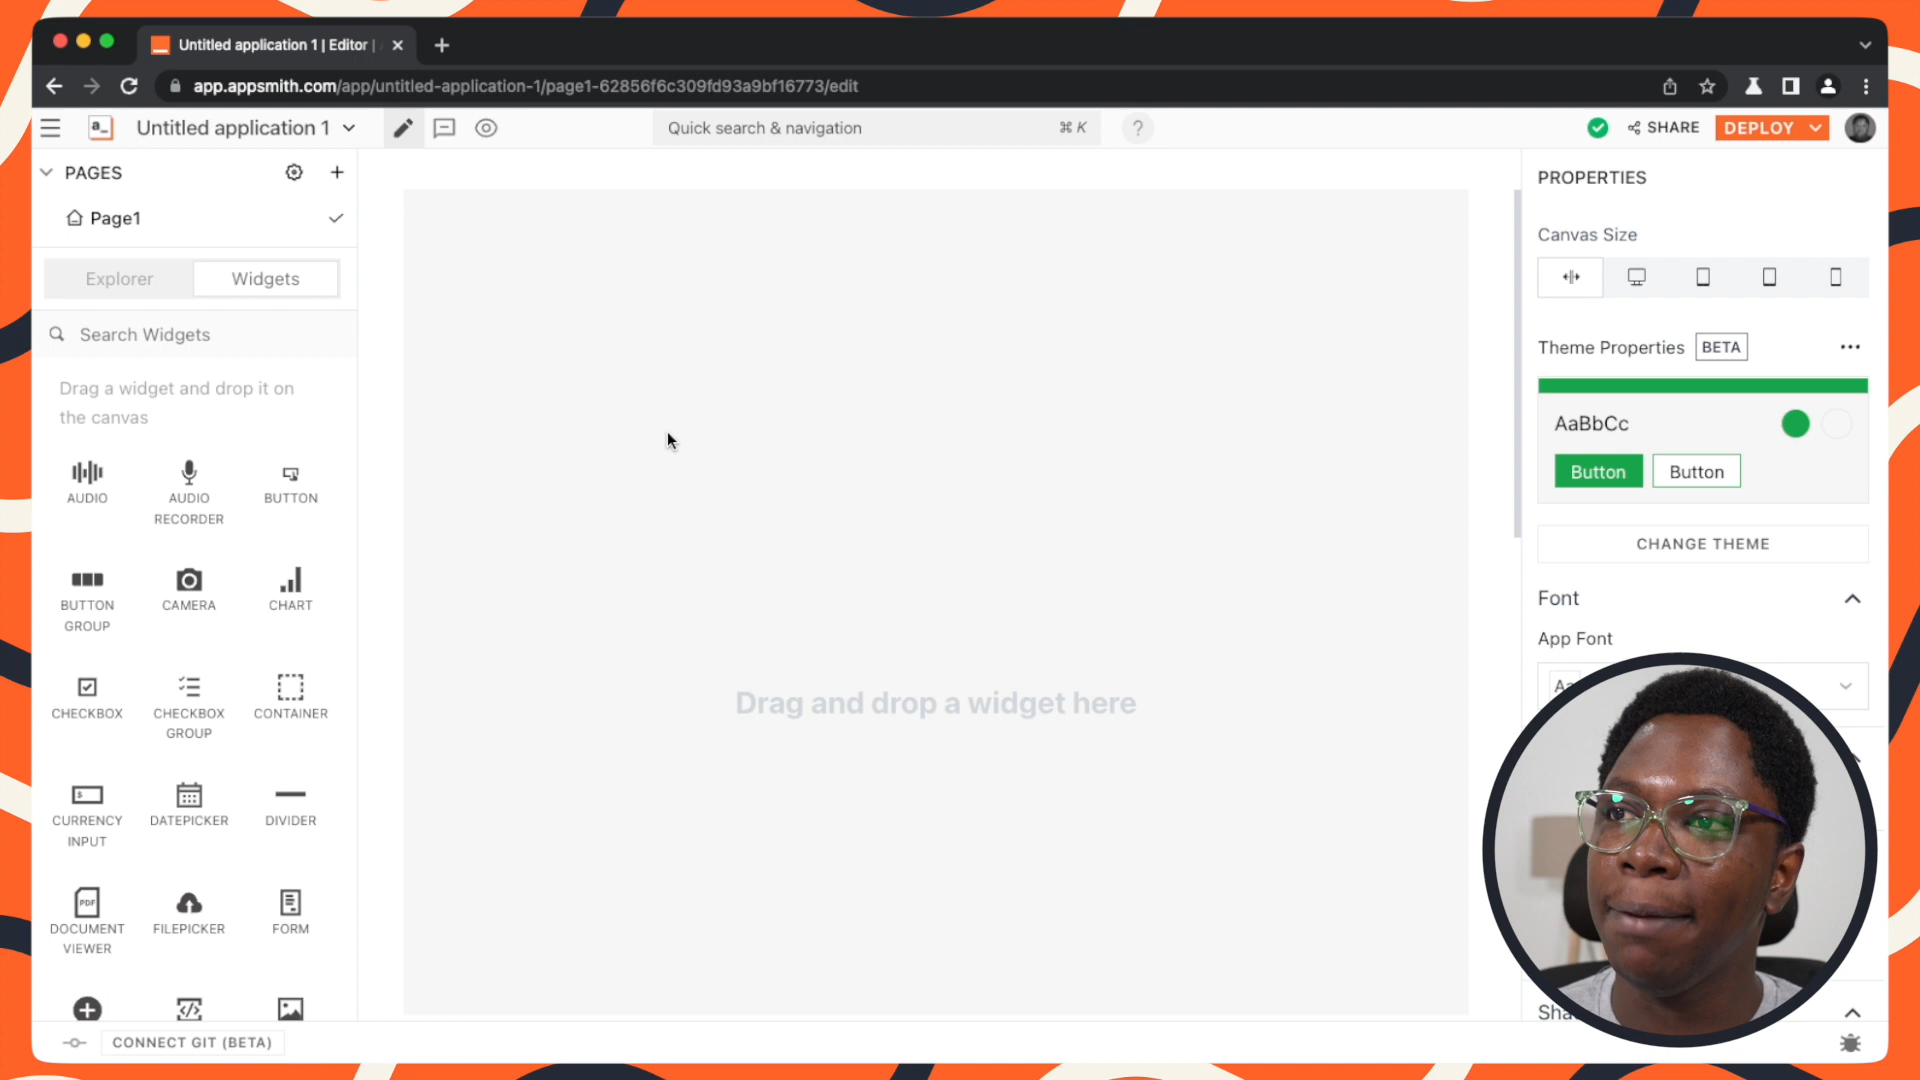 Untitled application 1 | Editor |
app.appsmith.com/app/untitled-application-1/page1-62856f6c309fd93a9bf16773/edit
a_
Untitled application 1
Quick search & navigation
⌘ K
?
SHARE
DEPLOY
PAGES
Page1
Explorer
Widgets
Search Widgets
Drag a widget and drop it on
the canvas
AUDIO
AUDIO
RECORDER
BUTTON
BUTTON
GROUP
CAMERA
CHART
CHECKBOX
CHECKBOX
GROUP
CONTAINER
CURRENCY
INPUT
DATEPICKER
DIVIDER
PDF
DOCUMENT
VIEWER
FILEPICKER
FORM
CONNECT GIT (BETA)
Drag and drop a widget here
PROPERTIES
Canvas Size
Theme Properties
BETA
AaBbCc
Button
Button
CHANGE THEME
Font
App Font